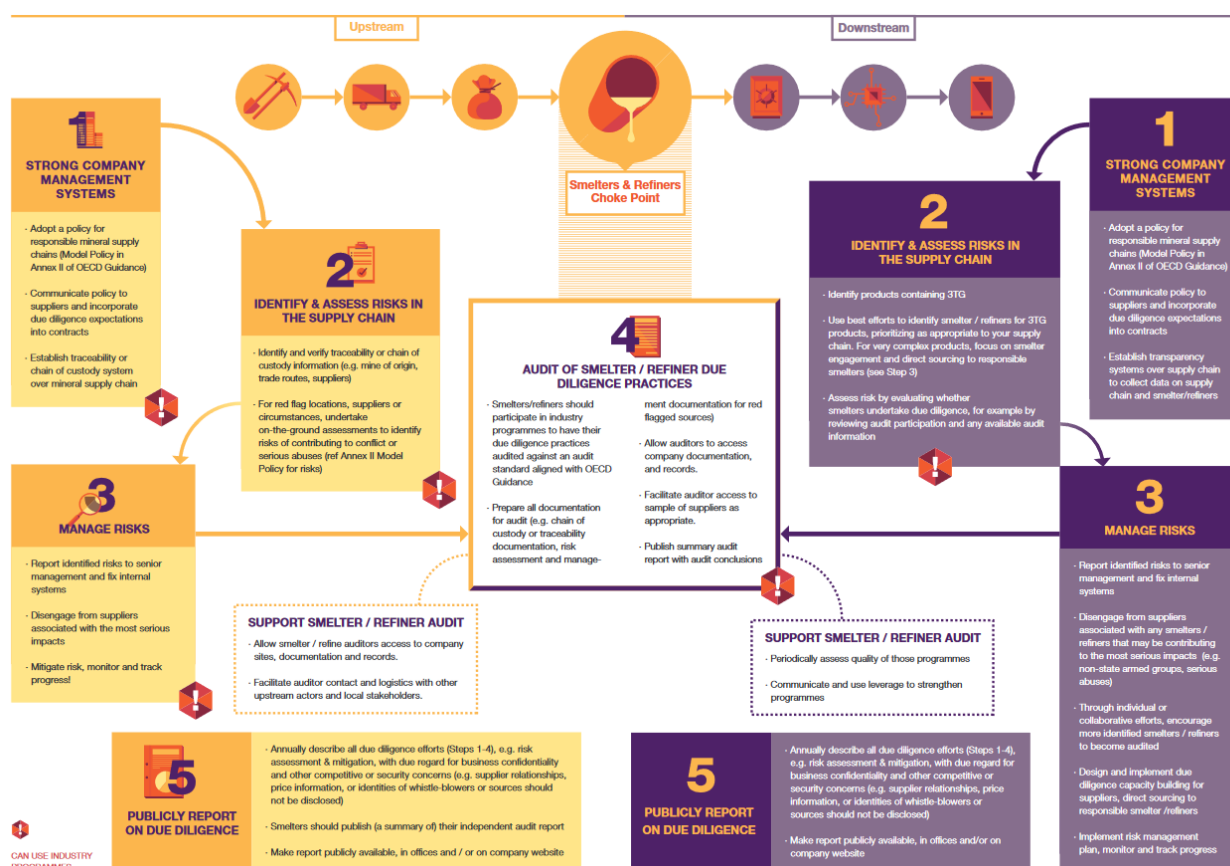 Upstream
Downstream
Smelters & Refiners
Choke Point
1
STRONG COMPANY
MANAGEMENT
SYSTEMS
· Adopt a policy for
responsible mineral supply
chains (Model Policy in
Annex II of OECD Guidance)
· Communicate policy to
suppliers and incorporate
due diligence expectations
into contracts
· Establish traceability or
chain of custody system
over mineral supply chain
2
IDENTIFY & ASSESS RISKS IN
THE SUPPLY CHAIN
· Identify and verify traceability or chain of
custody information (e.g. mine of origin,
trade routes, suppliers)
· For red flag locations, suppliers or
circumstances, undertake
on-the-ground assessments to identify
risks of contributing to conflict or
serious abuses (ref Annex II Model
Policy for risks)
3
MANAGE RISKS
· Report identified risks to senior
management and fix internal
systems
· Disengage from suppliers
associated with the most serious
impacts
· Mitigate risk, monitor and track
progress!
4
AUDIT OF SMELTER / REFINER DUE
DILIGENCE PRACTICES
· Smelters/refiners should
participate in industry
programmes to have their
due diligence practices
audited against an audit
standard aligned with OECD
Guidance
· Prepare all documentation
for audit (e.g. chain of
custody or traceability
documentation, risk
assessment and manage-
ment documentation for red
flagged sources)
· Allow auditors to access
company documentation,
and records.
· Facilitate auditor access to
sample of suppliers as
appropriate.
· Publish summary audit
report with audit conclusions
SUPPORT SMELTER / REFINER AUDIT
· Allow smelter / refine auditors access to company
sites, documentation and records.
· Facilitate auditor contact and logistics with other
upstream actors and local stakeholders.
5
PUBLICLY REPORT
ON DUE DILIGENCE
· Annually describe all due diligence efforts (Steps 1-4), e.g. risk
assessment & mitigation, with due regard for business confidentiality
and other competitive or security concerns (e.g. supplier relationships,
price information, or identities of whistle-blowers or sources should
not be disclosed)
· Smelters should publish (a summary of) their independent audit report
· Make report publicly available, in offices and / or on company website
1
STRONG COMPANY
MANAGEMENT
SYSTEMS
· Adopt a policy for
responsible mineral supply
chains (Model Policy in
Annex II of OECD Guidance)
· Communicate policy to
suppliers and incorporate
due diligence expectations
into contracts
· Establish transparency
systems over supply chain
to collect data on supply
chain and smelter/refiners
2
IDENTIFY & ASSESS RISKS IN
THE SUPPLY CHAIN
· Identify products containing 3TG
· Use best efforts to identify smelter / refiners for 3TG
products, prioritizing as appropriate to your supply
chain. For very complex products, focus on smelter
engagement and direct sourcing to responsible
smelters (see Step 3)
· Assess risk by evaluating whether
smelters undertake due diligence, for example by
reviewing audit participation and any available audit
information
3
MANAGE RISKS
· Report identified risks to senior
management and fix internal
systems
· Disengage from suppliers
associated with any smelters /
refiners that may be contributing
to the most serious impacts (e.g.
non-state armed groups, serious
abuses)
· Through individual or
collaborative efforts, encourage
more identified smelters / refiners
to become audited
· Design and implement due
diligence capacity building for
suppliers, direct sourcing to
responsible smelter /refiners
· Implement risk management
plan, monitor and track progress
SUPPORT SMELTER / REFINER AUDIT
· Periodically assess quality of those programmes
· Communicate and use leverage to strengthen
programmes
5
PUBLICLY REPORT
ON DUE DILIGENCE
· Annually describe all due diligence efforts (Steps 1-4),
e.g. risk assessment & mitigation, with due regard for
business confidentiality and other competitive or
security concerns (e.g. supplier relationships, price
information, or identities of whistle-blowers or
sources should not be disclosed)
· Make report publicly available, in offices and/or on
company website
CAN USE INDUSTRY
PROGRAMMES